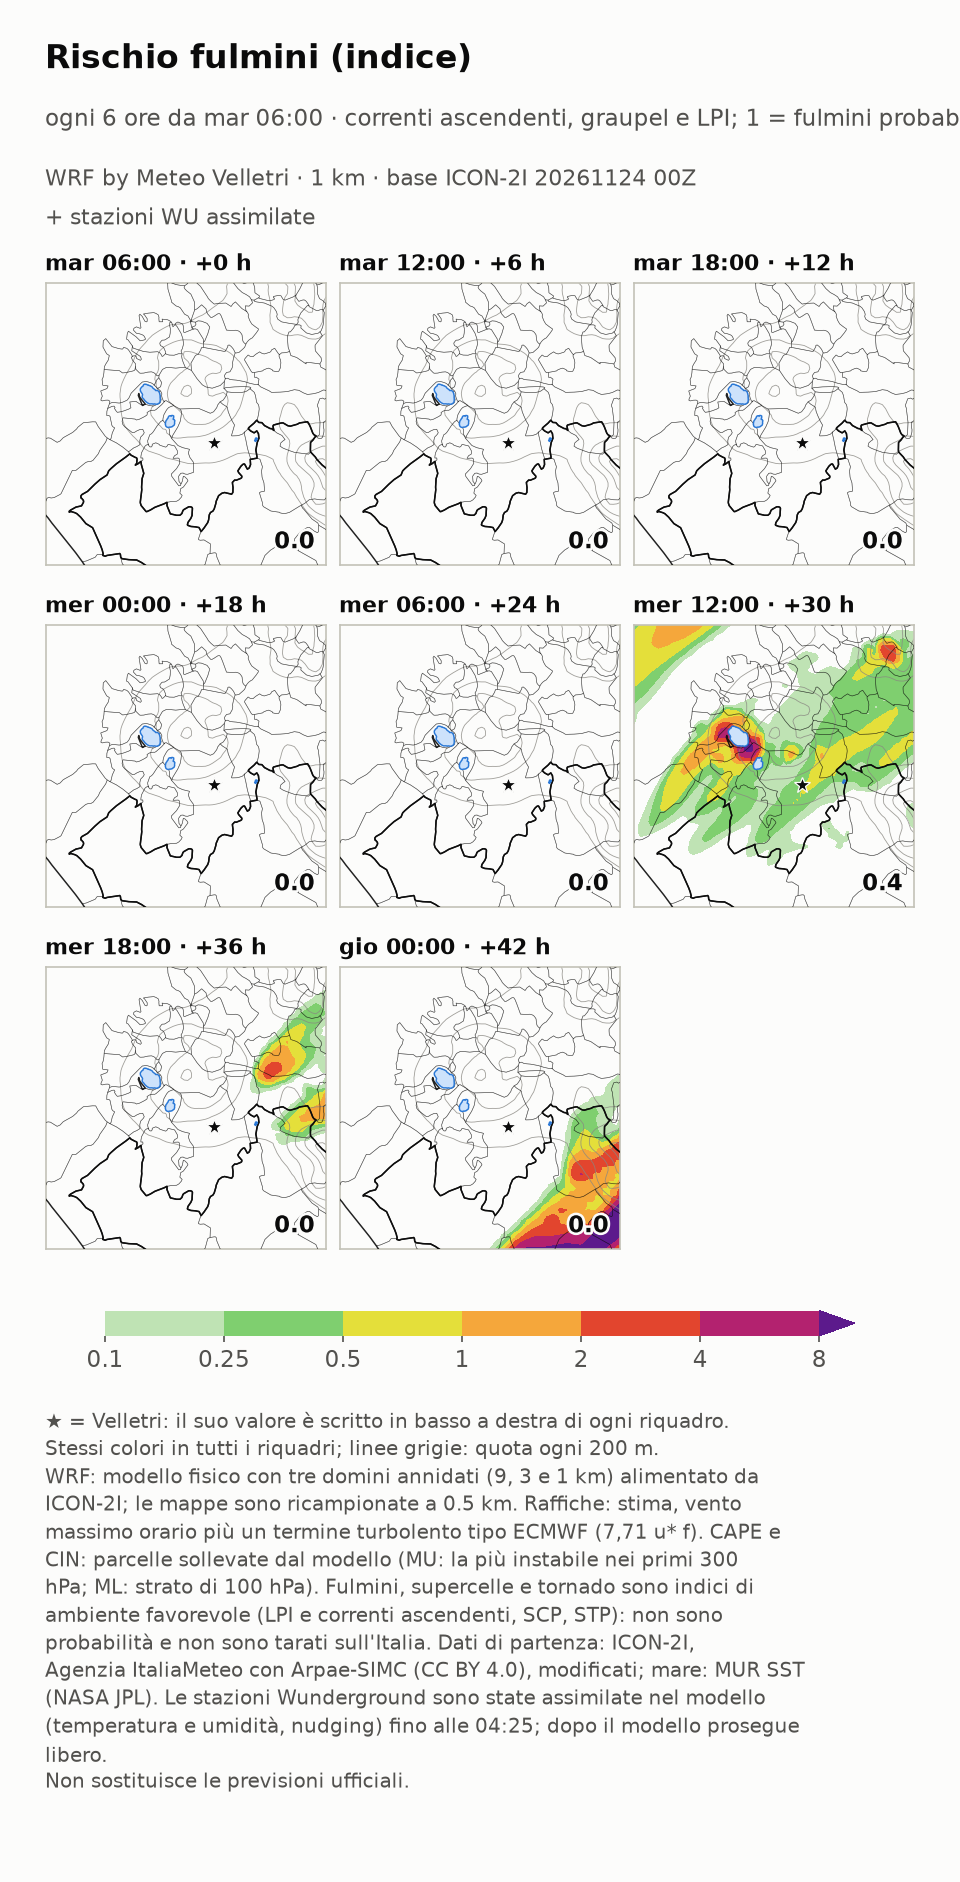 Rischio fulmini (indice)
ogni 6 ore da mar 06:00 · correnti ascendenti, graupel e LPI; 1 = fulmini probab
WRF by Meteo Velletri · 1 km · base ICON-2I 20261124 00Z
+ stazioni WU assimilate
mar 06:00 · +0 h
mar 12:00 · +6 h
mar 18:00 · +12 h
0.0
0.0
0.0
mer 00:00 · +18 h
mer 06:00 · +24 h
mer 12:00 · +30 h
0.0
0.0
0.4
mer 18:00 · +36 h
gio 00:00 · +42 h
0.0
0.0
0.1 0.25 0.5 1 2 4 8
★ = Velletri: il suo valore è scritto in basso a destra di ogni riquadro.
Stessi colori in tutti i riquadri; linee grigie: quota ogni 200 m.
WRF: modello fisico con tre domini annidati (9, 3 e 1 km) alimentato da
ICON-2I; le mappe sono ricampionate a 0.5 km. Raffiche: stima, vento
massimo orario più un termine turbolento tipo ECMWF (7,71 u* f). CAPE e
CIN: parcelle sollevate dal modello (MU: la più instabile nei primi 300
hPa; ML: strato di 100 hPa). Fulmini, supercelle e tornado sono indici di
ambiente favorevole (LPI e correnti ascendenti, SCP, STP): non sono
probabilità e non sono tarati sull'Italia. Dati di partenza: ICON-2I,
Agenzia ItaliaMeteo con Arpae-SIMC (CC BY 4.0), modificati; mare: MUR SST
(NASA JPL). Le stazioni Wunderground sono state assimilate nel modello
(temperatura e umidità, nudging) fino alle 04:25; dopo il modello prosegue
libero.
Non sostituisce le previsioni ufficiali.